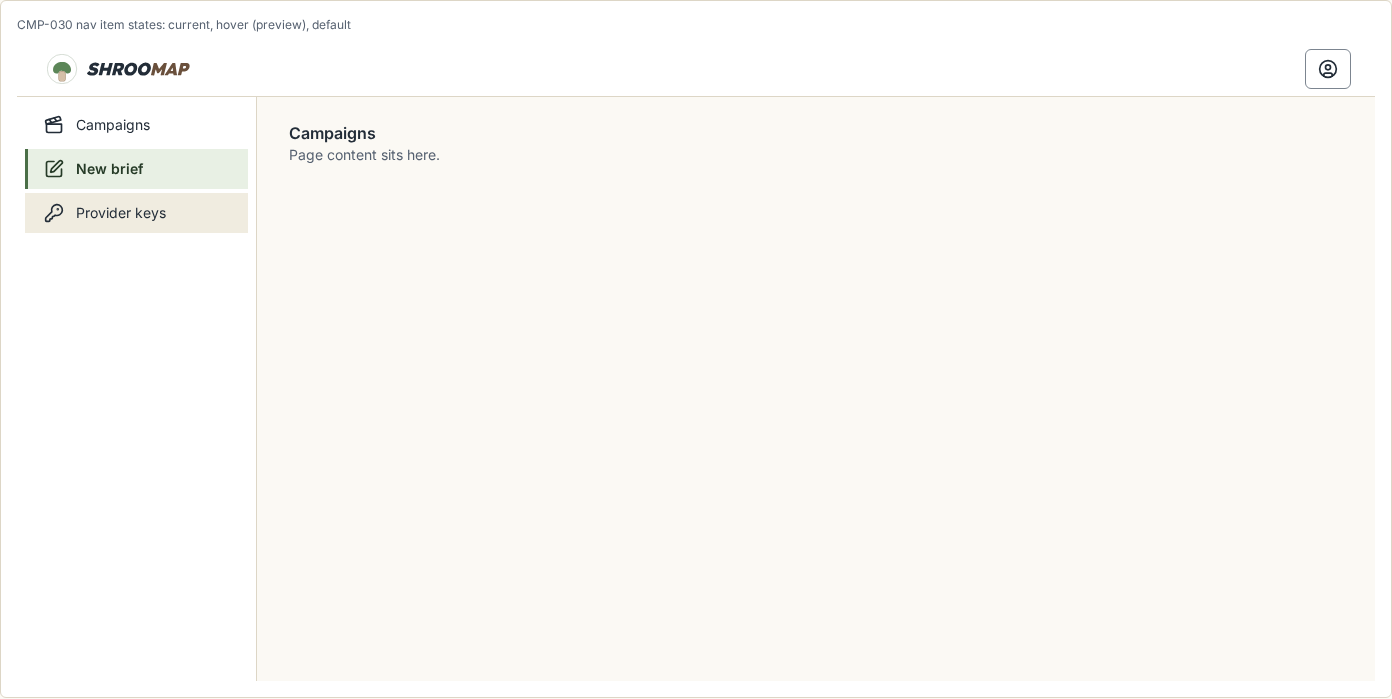 CMP-030 nav item states: current, hover (preview), default
SHROOMAP
Campaigns
New brief
Provider keys
Campaigns
Page content sits here.